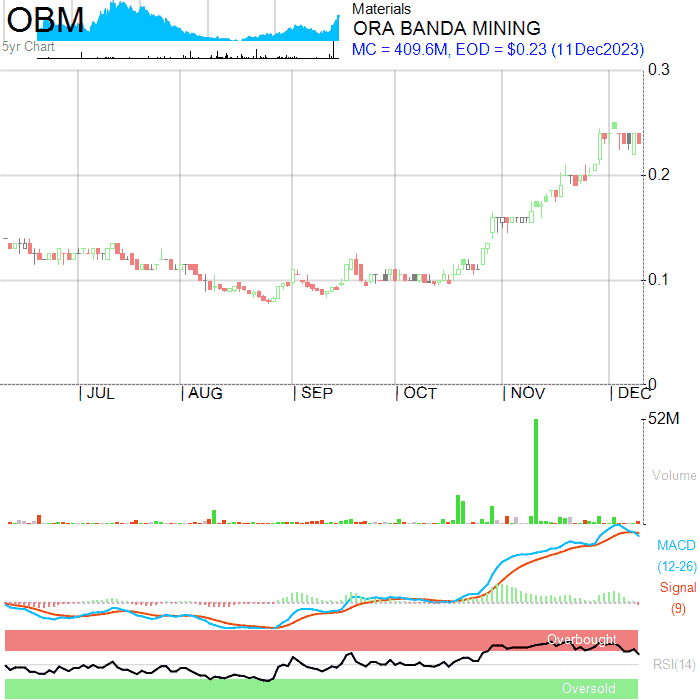 OBM
5yr Chart
Materials
ORA BANDA MINING
MC = 409.6M, EOD = $0.23 (11Dec2023)
0.3
0.2
0.1
0
JUL AUG SEP OCT NOV DEC
52M
Volume
MACD
(12-26)
Signal
(9)
Overbought
RSI(14)
Oversold